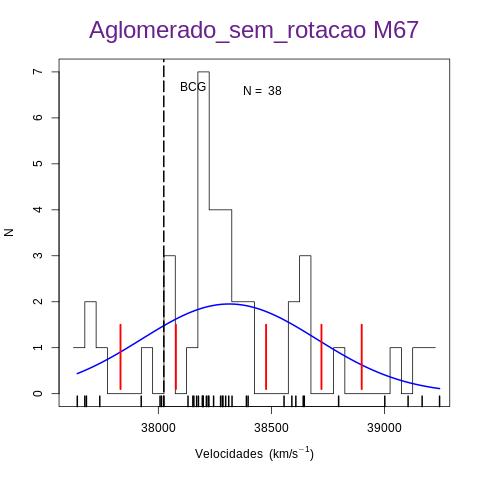 Aglomerado_sem_rotacao M67
BCG
N = 38
7
6
5
4
3
2
1
0
N
38000 38500 39000
Velocidades (km/s⁻¹)